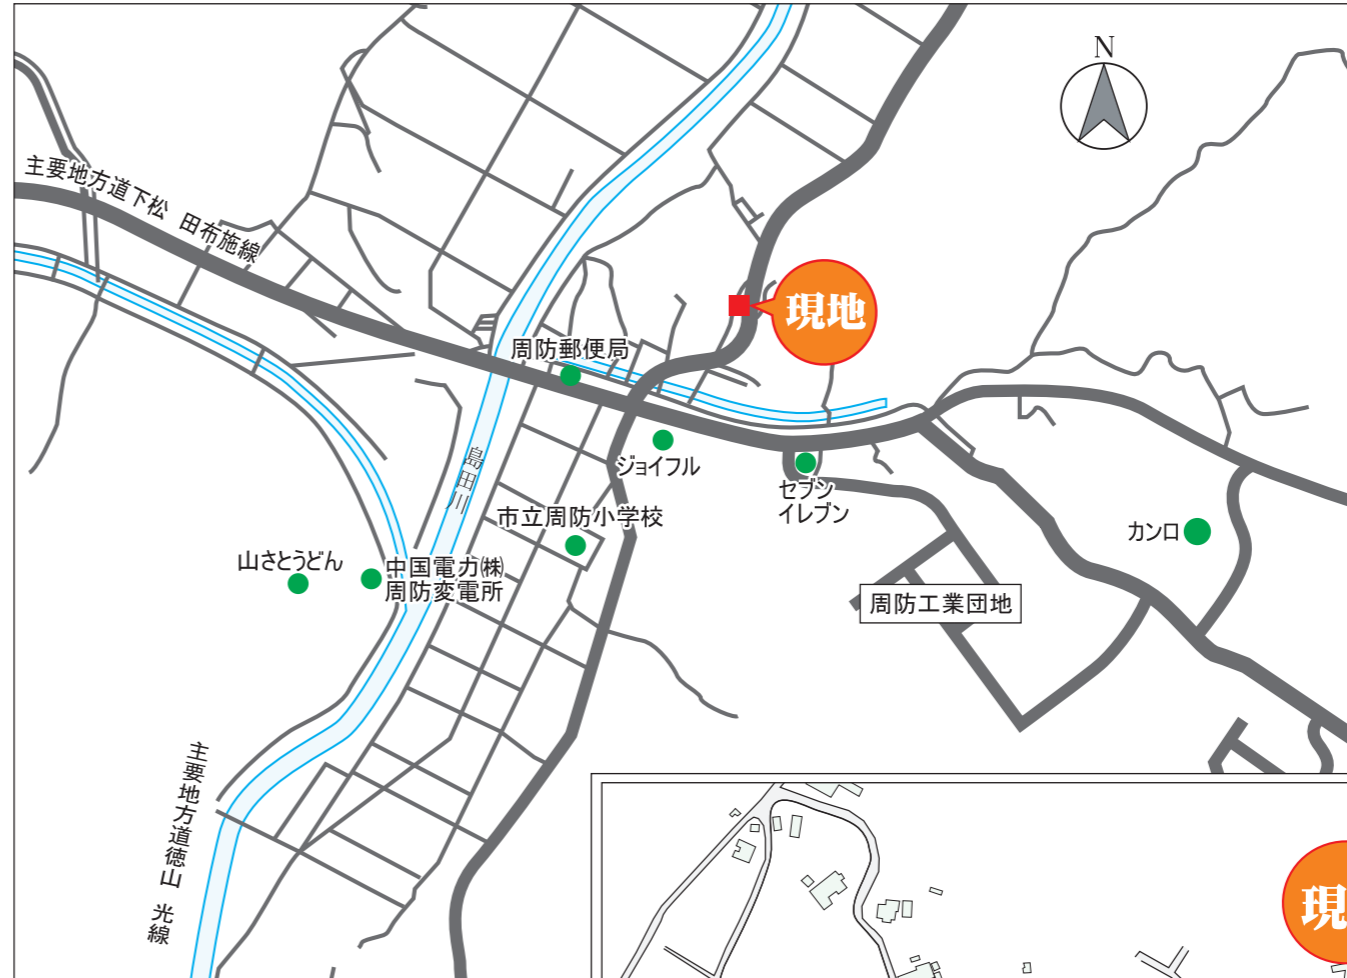 N
主要地方道下松 田布施線
現地
周防郵便局
島田川
ジョイフル
セブン
イレブン
市立周防小学校
カンロ
山さとうどん
中国電力㈱
周防変電所
周防工業団地
主要地方道徳山 光線
現